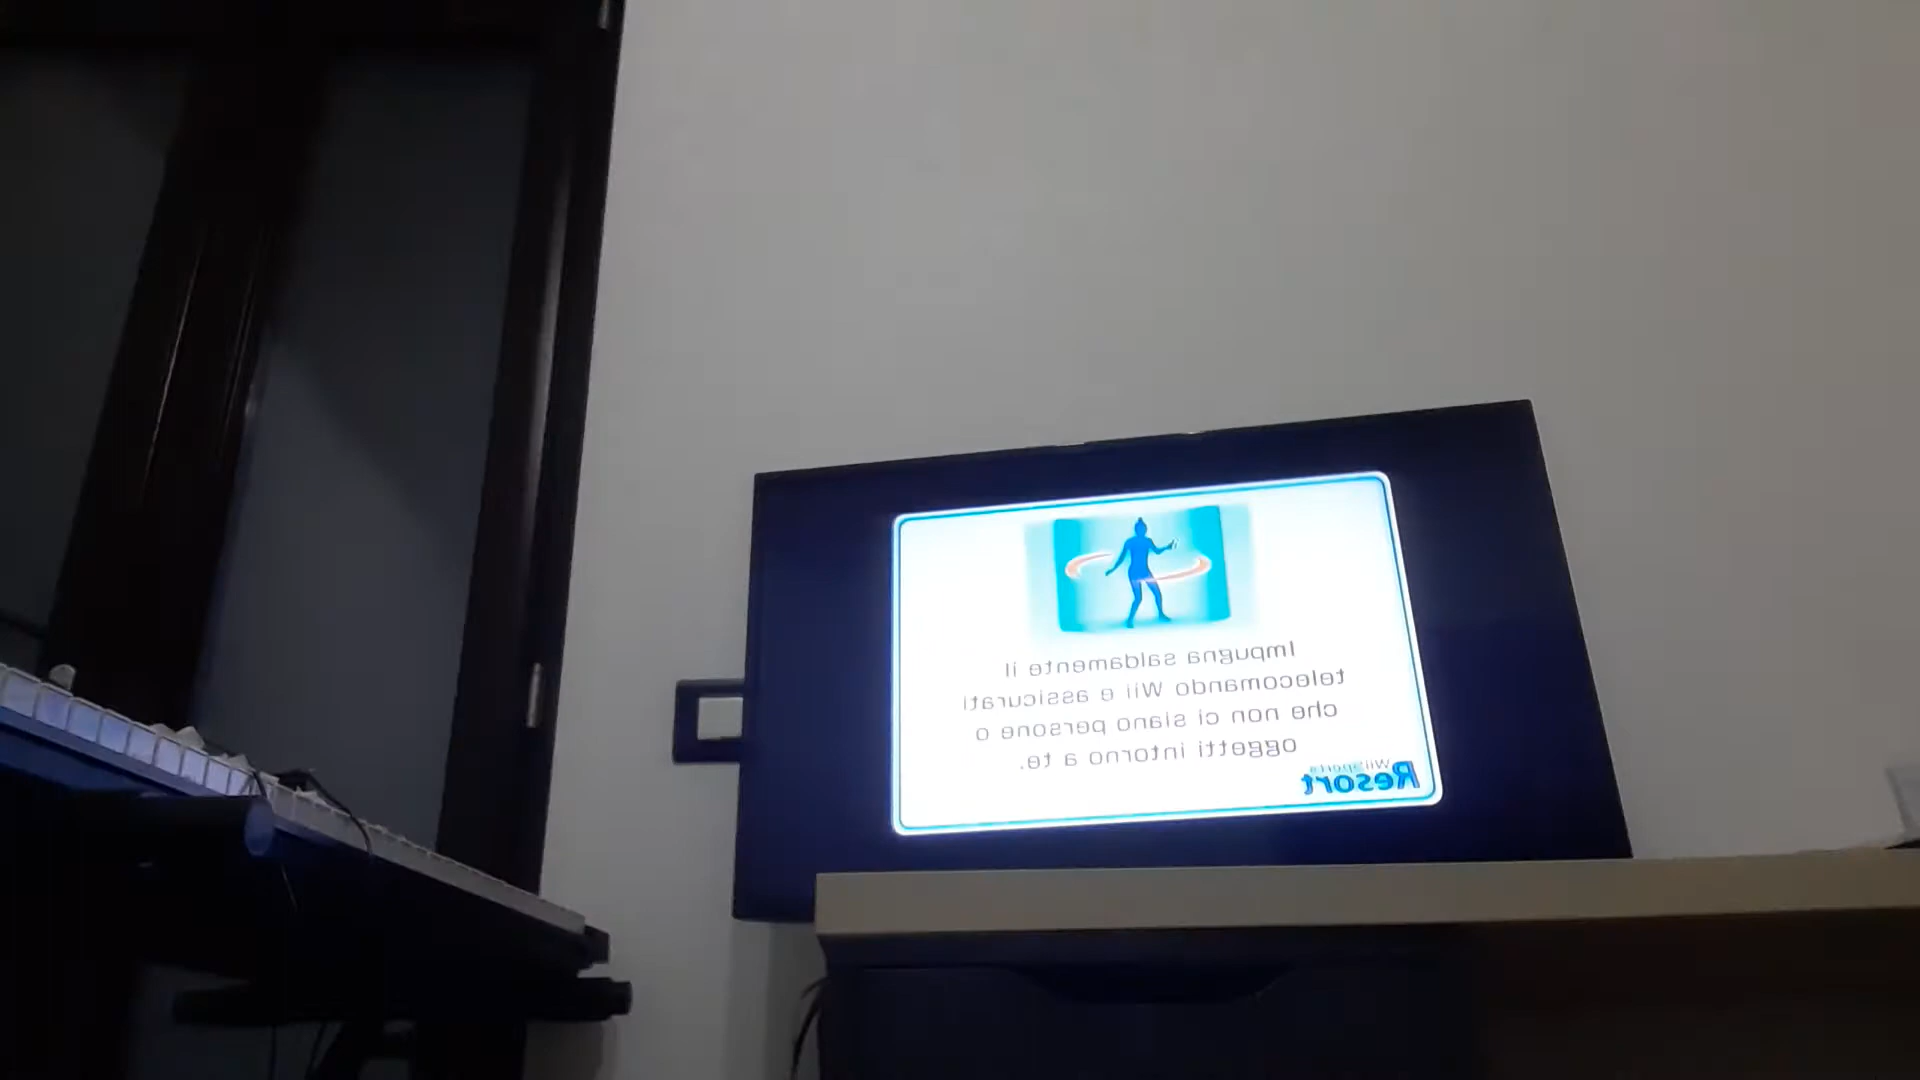 Impugna saldamente il
telecomando Wii e assicurati
che non ci siano persone o
oggetti intorno a te.
Wii Sports
Resort